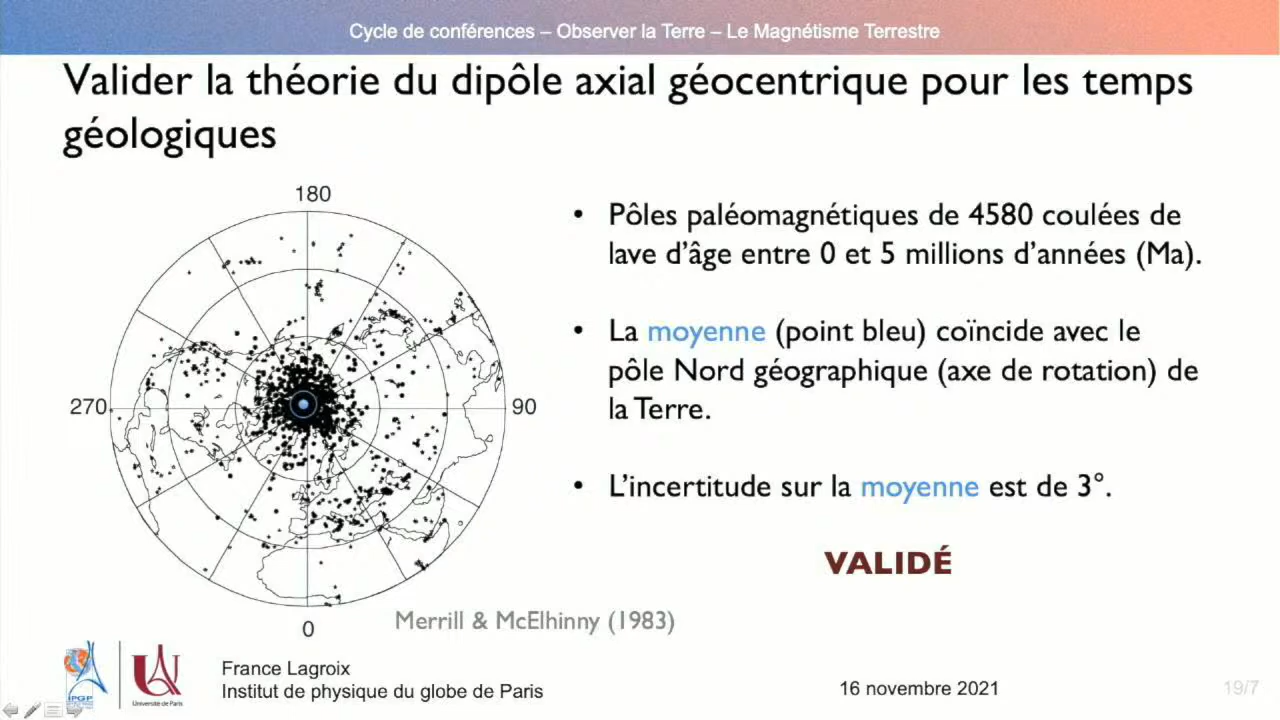 Cycle de conférences – Observer la Terre – Le Magnétisme Terrestre
Valider la théorie du dipôle axial géocentrique pour les temps
géologiques
180
270
90
0
• Pôles paléomagnétiques de 4580 coulées de
lave d’âge entre 0 et 5 millions d’années (Ma).
• La moyenne (point bleu) coïncide avec le
pôle Nord géographique (axe de rotation) de
la Terre.
• L’incertitude sur la moyenne est de 3°.
VALIDÉ
Merrill & McElhinny (1983)
IPGP
Université de Paris
France Lagroix
Institut de physique du globe de Paris
16 novembre 2021
19/7